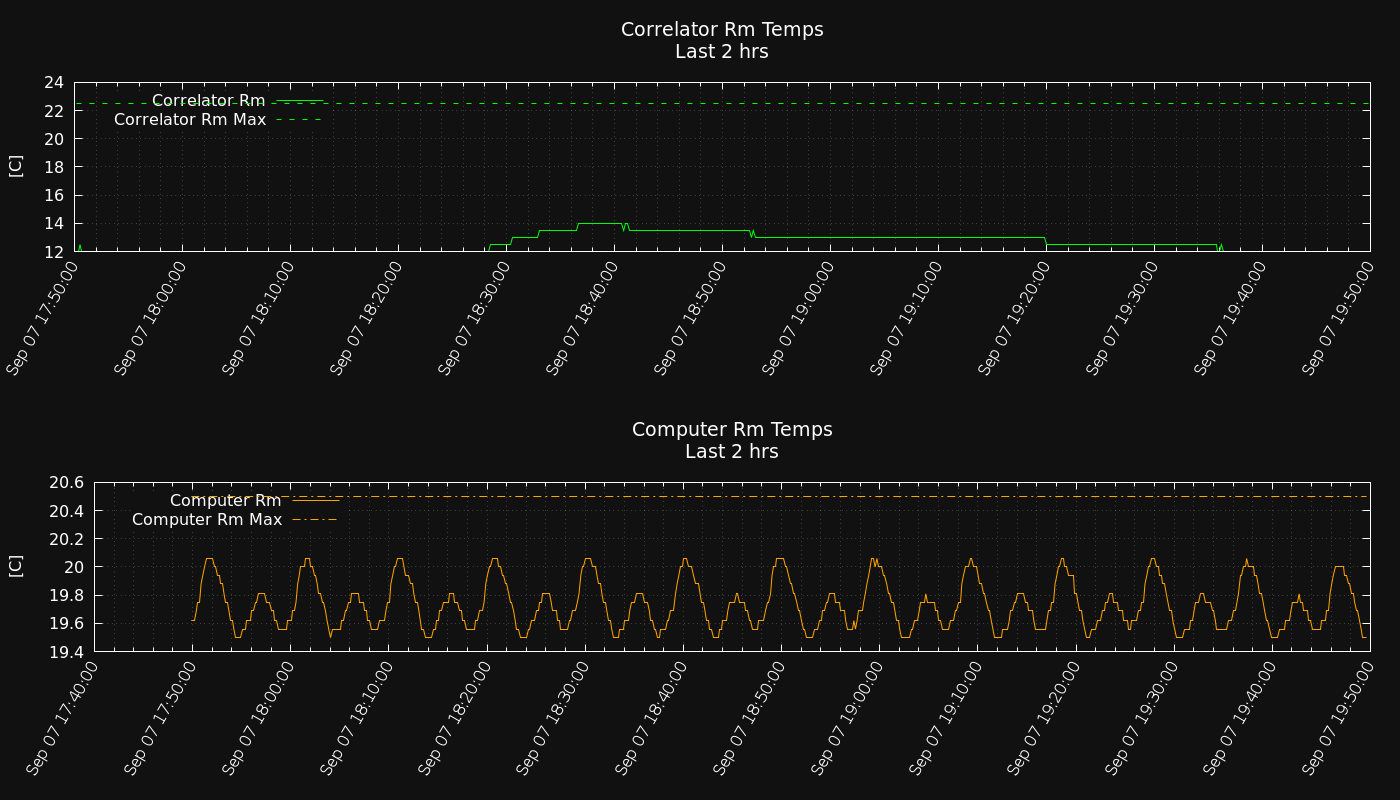 Correlator Rm Temps
Last 2 hrs
24
22
20
18
16
14
12
[C]
Correlator Rm
Correlator Rm Max
Sep 07 17:50:00
Sep 07 18:00:00
Sep 07 18:10:00
Sep 07 18:20:00
Sep 07 18:30:00
Sep 07 18:40:00
Sep 07 18:50:00
Sep 07 19:00:00
Sep 07 19:10:00
Sep 07 19:20:00
Sep 07 19:30:00
Sep 07 19:40:00
Sep 07 19:50:00
Computer Rm Temps
Last 2 hrs
20.6
20.4
20.2
20
19.8
19.6
19.4
[C]
Computer Rm
Computer Rm Max
Sep 07 17:40:00
Sep 07 17:50:00
Sep 07 18:00:00
Sep 07 18:10:00
Sep 07 18:20:00
Sep 07 18:30:00
Sep 07 18:40:00
Sep 07 18:50:00
Sep 07 19:00:00
Sep 07 19:10:00
Sep 07 19:20:00
Sep 07 19:30:00
Sep 07 19:40:00
Sep 07 19:50:00